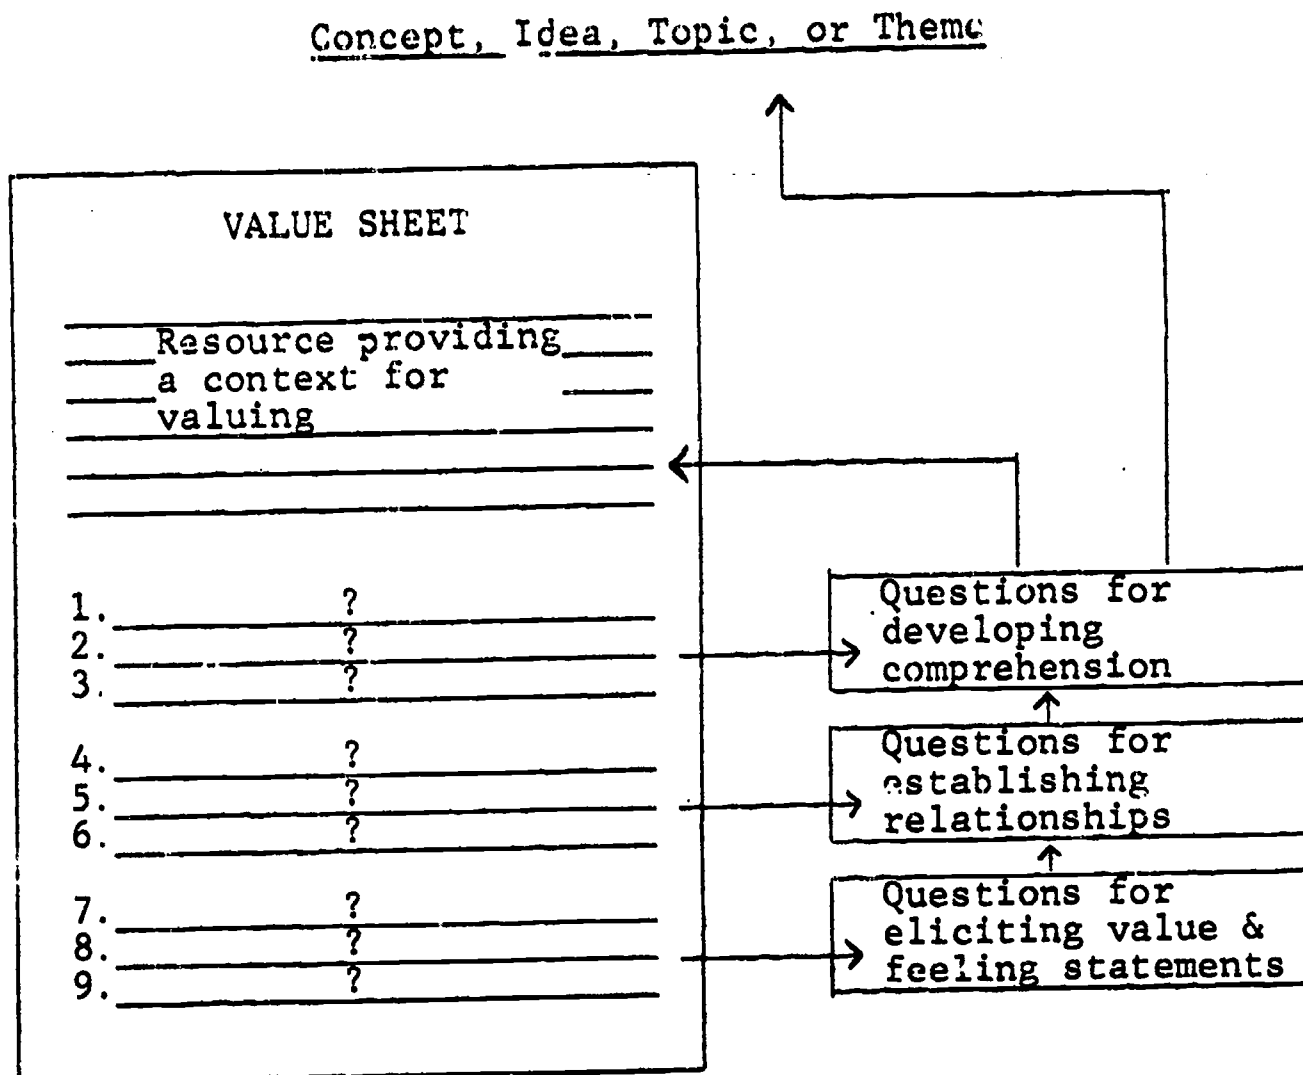 Concept, Idea, Topic, or Theme
VALUE SHEET
Resource providing
a context for
valuing
1. ?
2. ?
3. ?
4. ?
5. ?
6. ?
7. ?
8. ?
9. ?
Questions for
developing
comprehension
Questions for
establishing
relationships
Questions for
eliciting value &
feeling statements